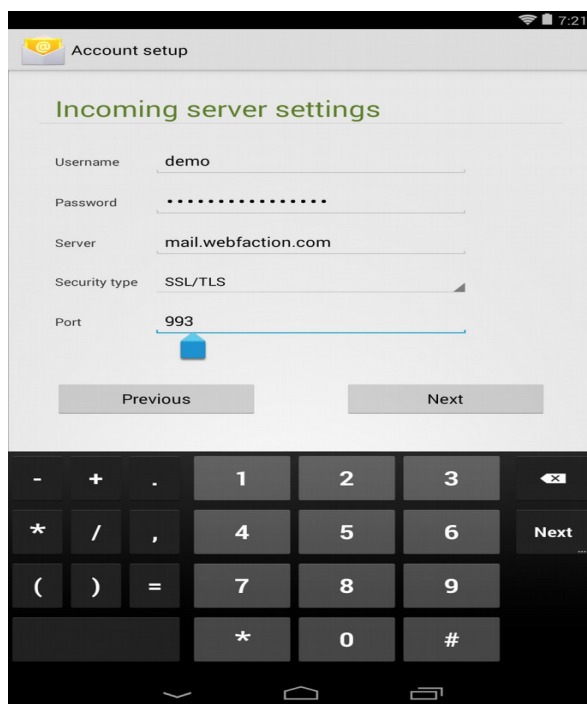 7:21
Account setup
Incoming server settings
Username demo
Password ••••••••••••••••
Server mail.webfaction.com
Security type SSL/TLS
Port 993
Previous Next
- + . 1 2 3
* / , 4 5 6 Next
( ) = 7 8 9
* 0 #